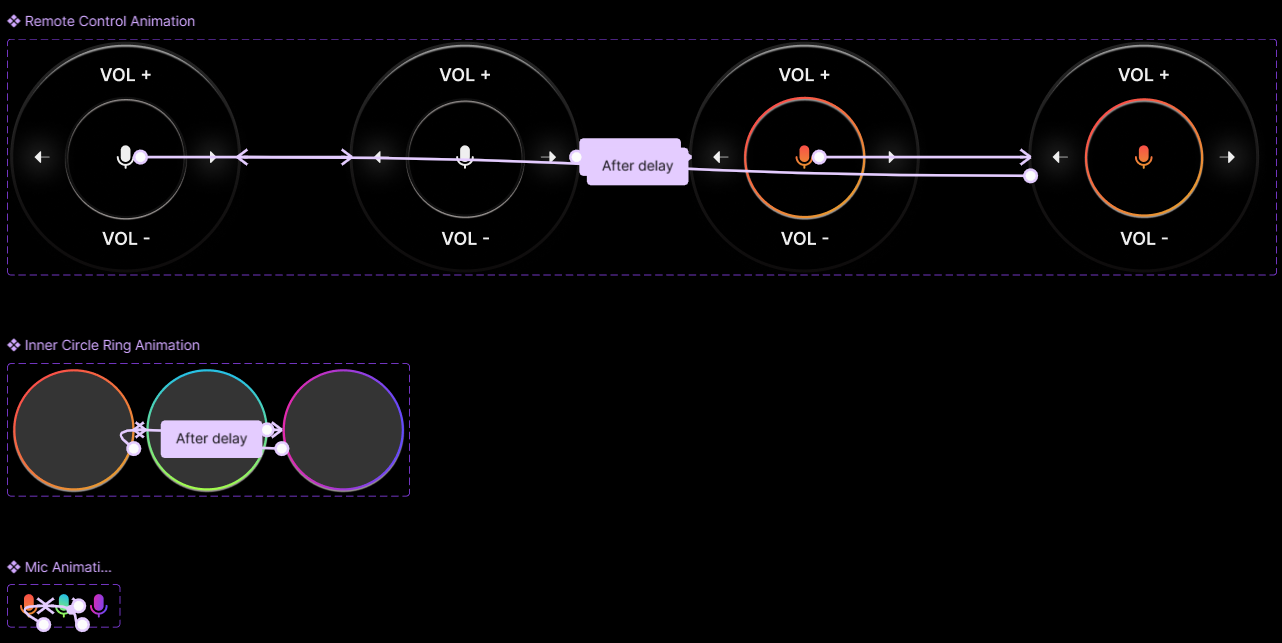 Remote Control Animation
VOL + VOL + VOL + VOL +
After delay
VOL - VOL - VOL - VOL -
Inner Circle Ring Animation
After delay
Mic Animati...